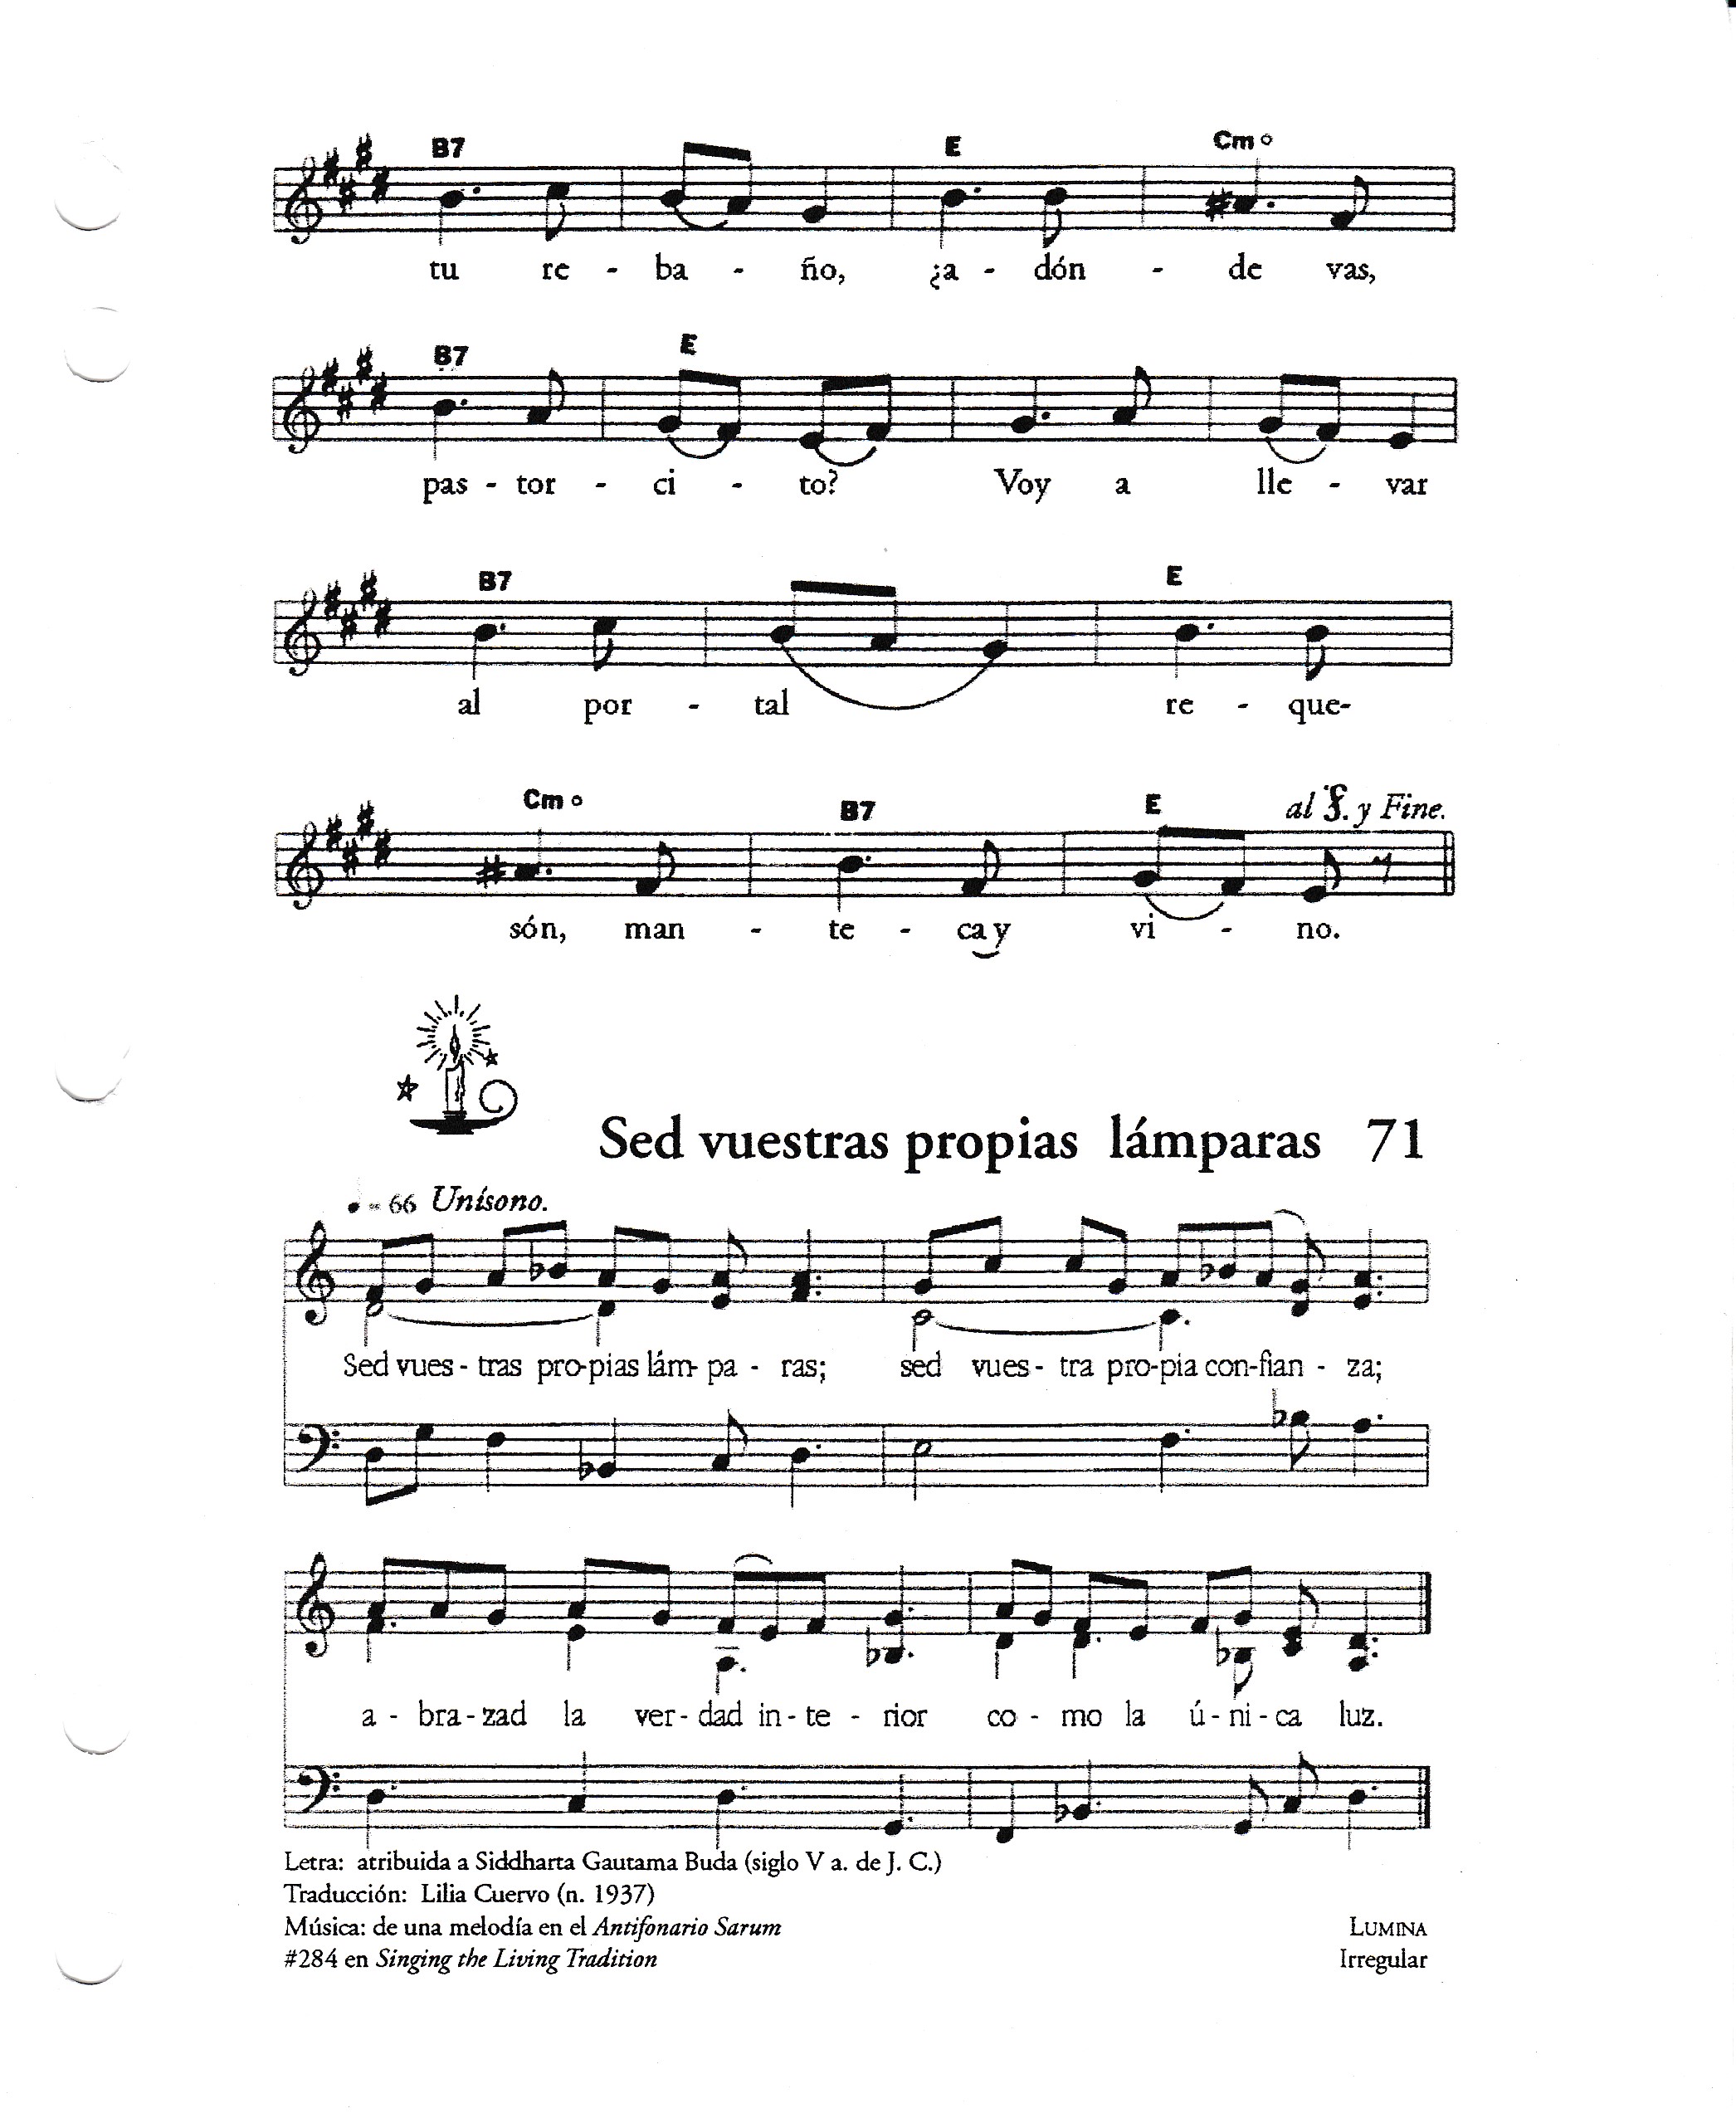 B7 E Cm°
tu re - ba - ño, ¿a - dón - de vas,
B7 E
pas - tor - ci - to? Voy a lle - var
B7 E
al por - tal re - que-
Cm° B7 E al 𝄋. y Fine.
són, man - te - ca y vi - no.
Sed vuestras propias lámparas 71
♩ = 66 Unísono.
Sed vues - tras pro-pias lám- pa - ras; sed vues - tra pro-pia con-fian - za;
a - bra - zad la ver - dad in - te - rior co - mo la ú - ni - ca luz.
Letra: atribuida a Siddharta Gautama Buda (siglo V a. de J. C.)
Traducción: Lilia Cuervo (n. 1937)
Música: de una melodía en el Antifonario Sarum LUMINA
#284 en Singing the Living Tradition Irregular